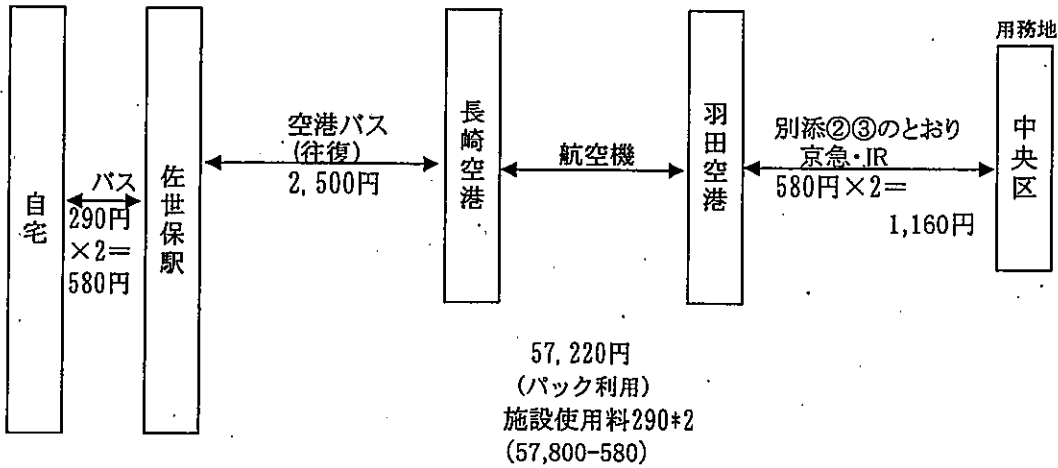 用務地
自宅
バス
290円
×2＝
580円
佐世保駅
空港バス
(往復)
2,500円
長崎空港
航空機
羽田空港
別添②③のとおり
京急・JR
580円×2＝
1,160円
中央区
57,220円
(パック利用)
施設使用料290*2
(57,800-580)